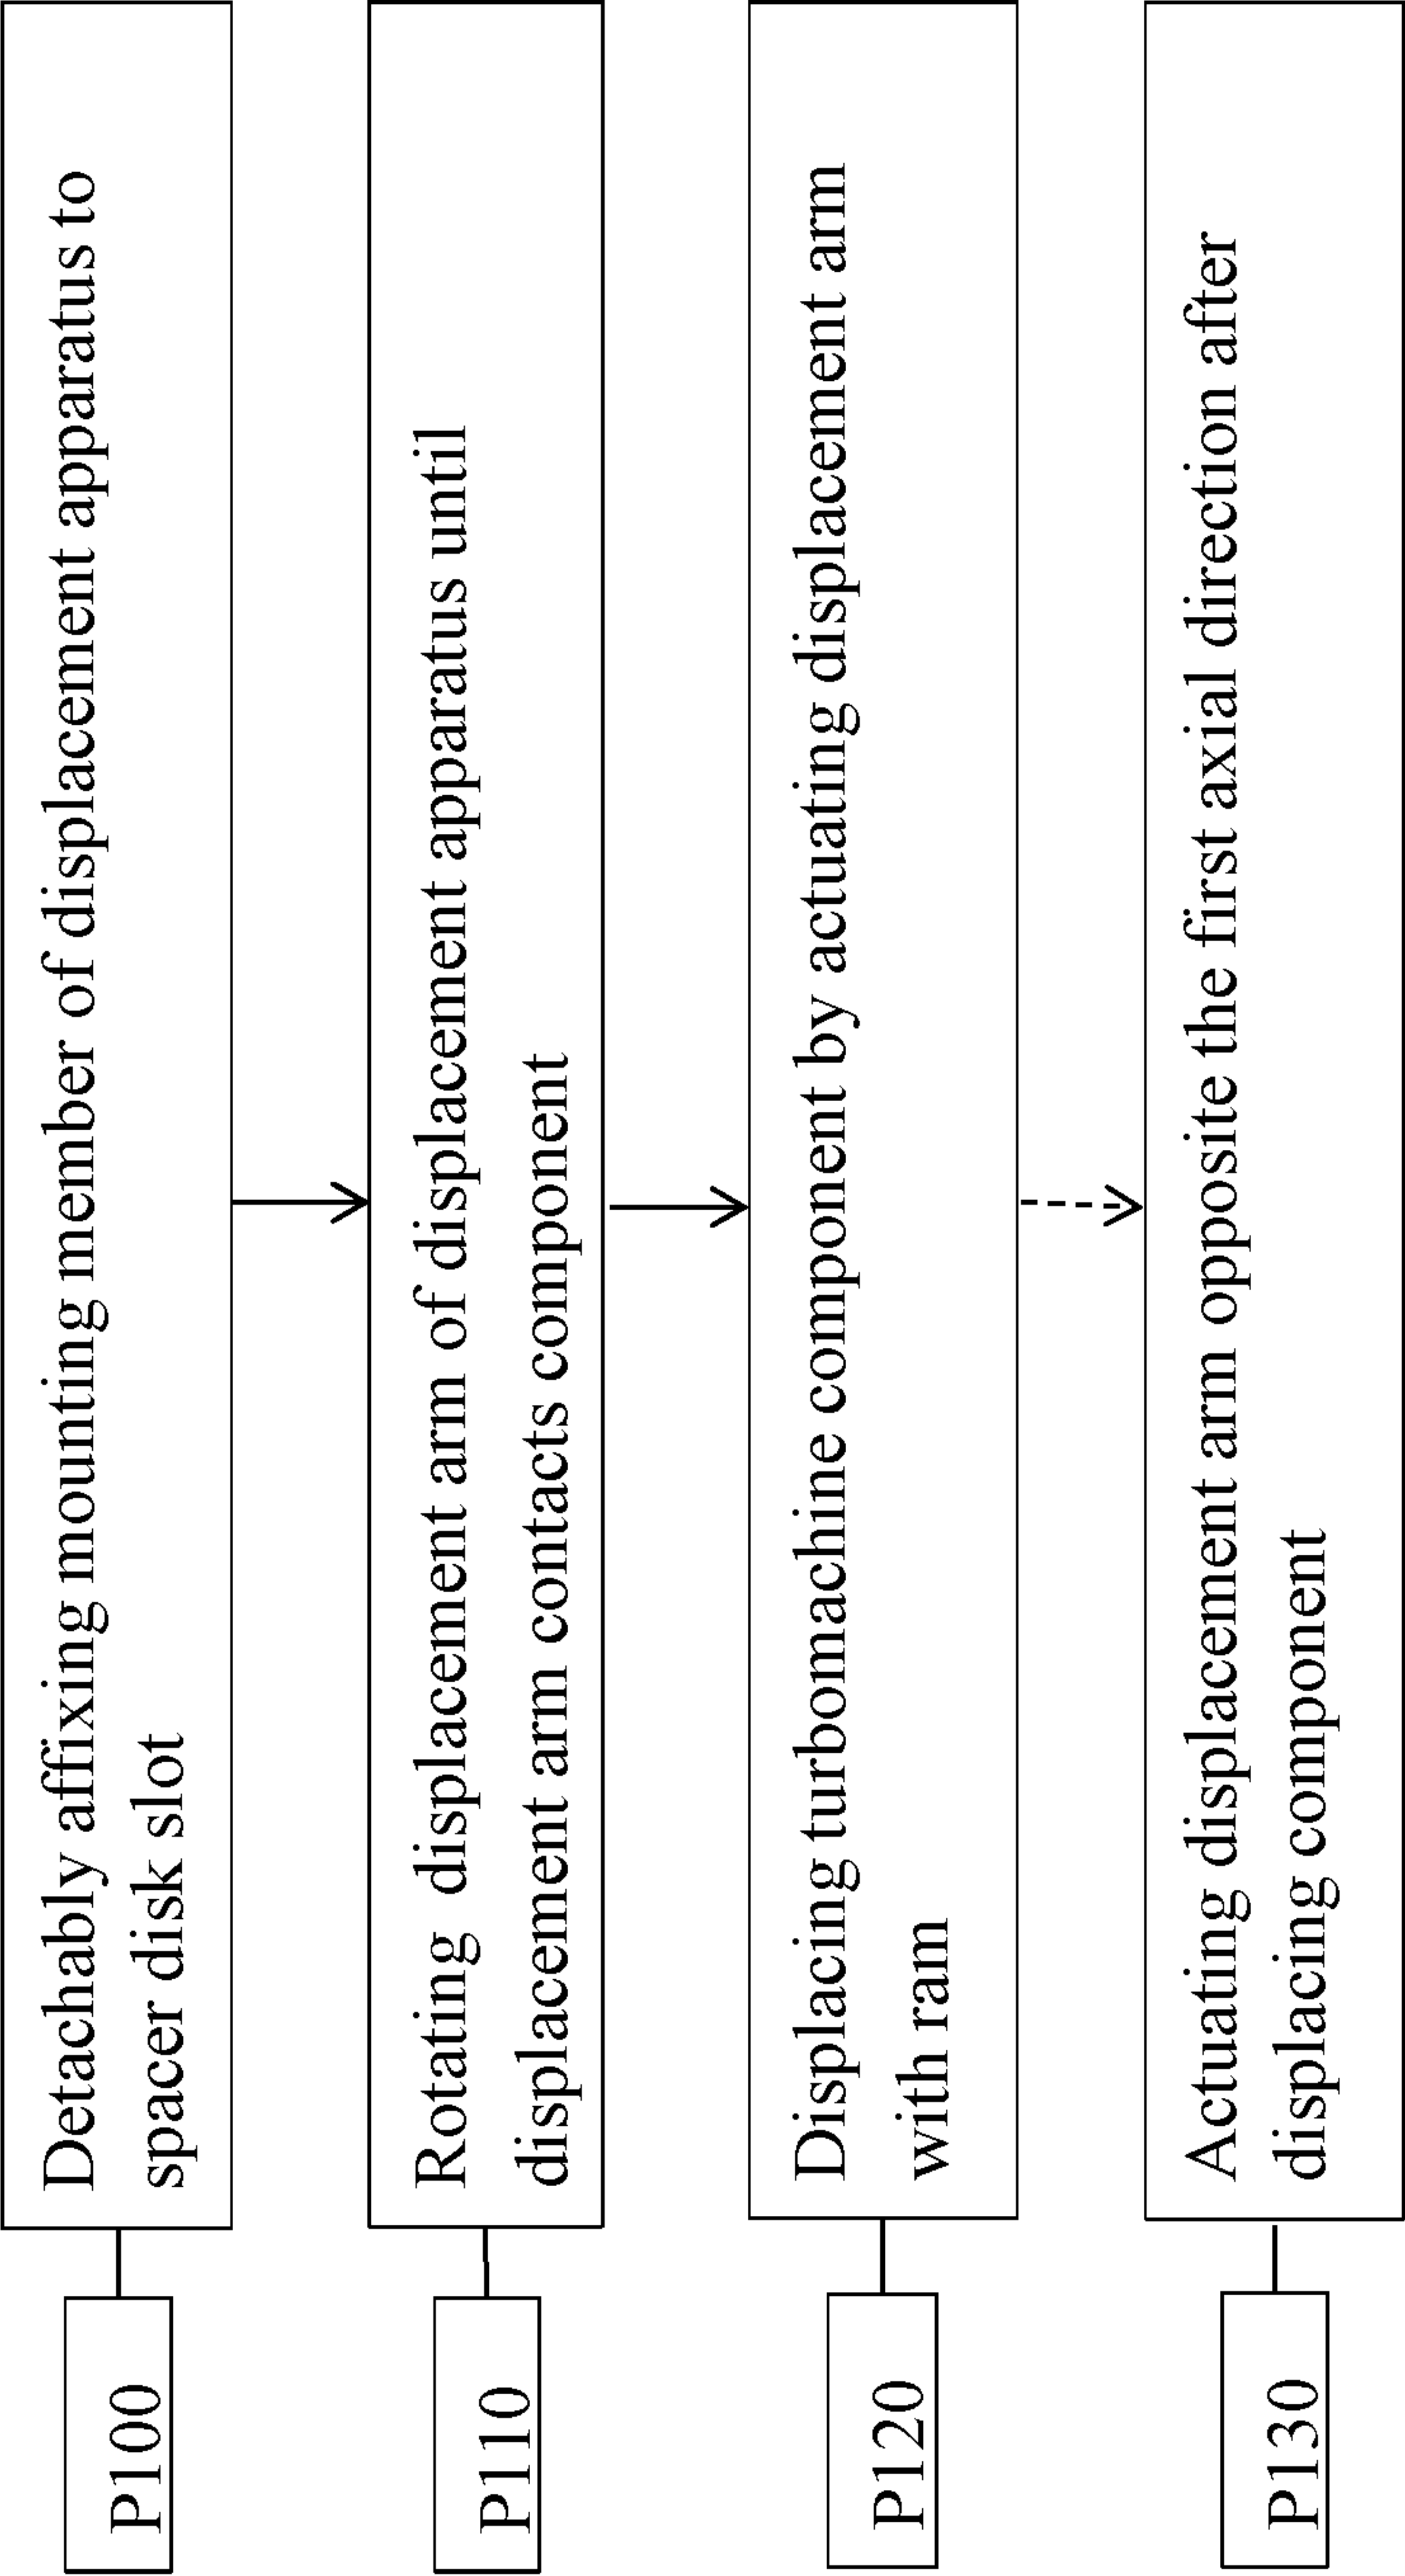 P100
Detachably affixing mounting member of displacement apparatus to
spacer disk slot
P110
Rotating displacement arm of displacement apparatus until
displacement arm contacts component
P120
Displacing turbomachine component by actuating displacement arm
with ram
P130
Actuating displacement arm opposite the first axial direction after
displacing component